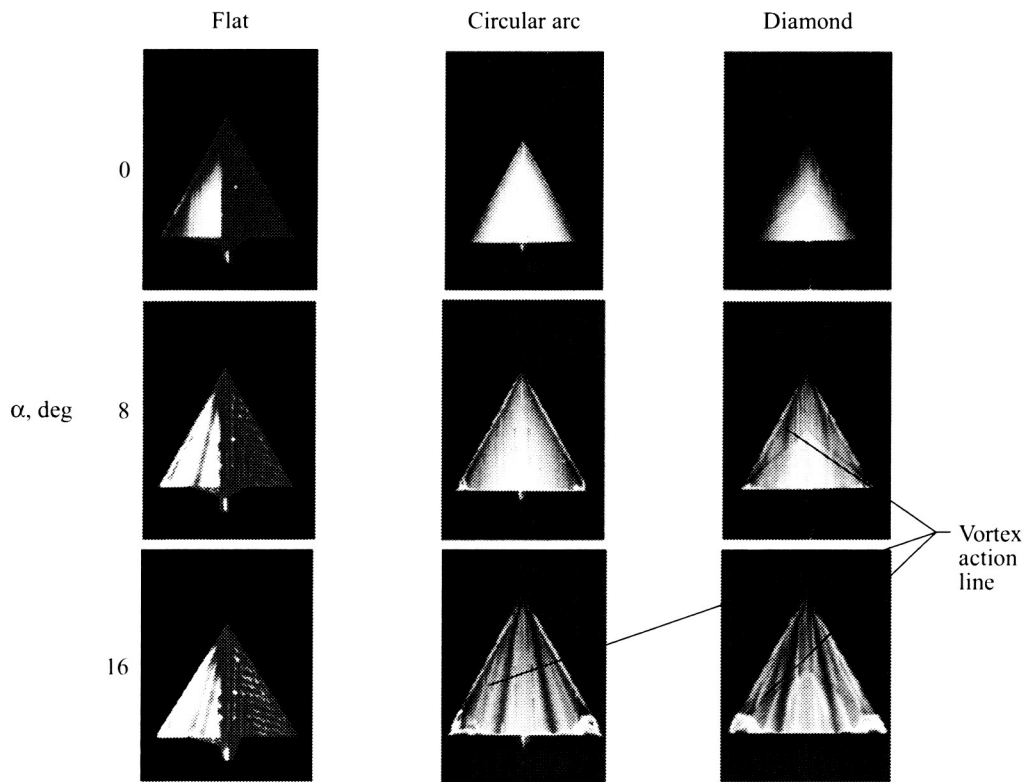 Flat
Circular arc
Diamond
0
α, deg
8
Vortex
action
line
16